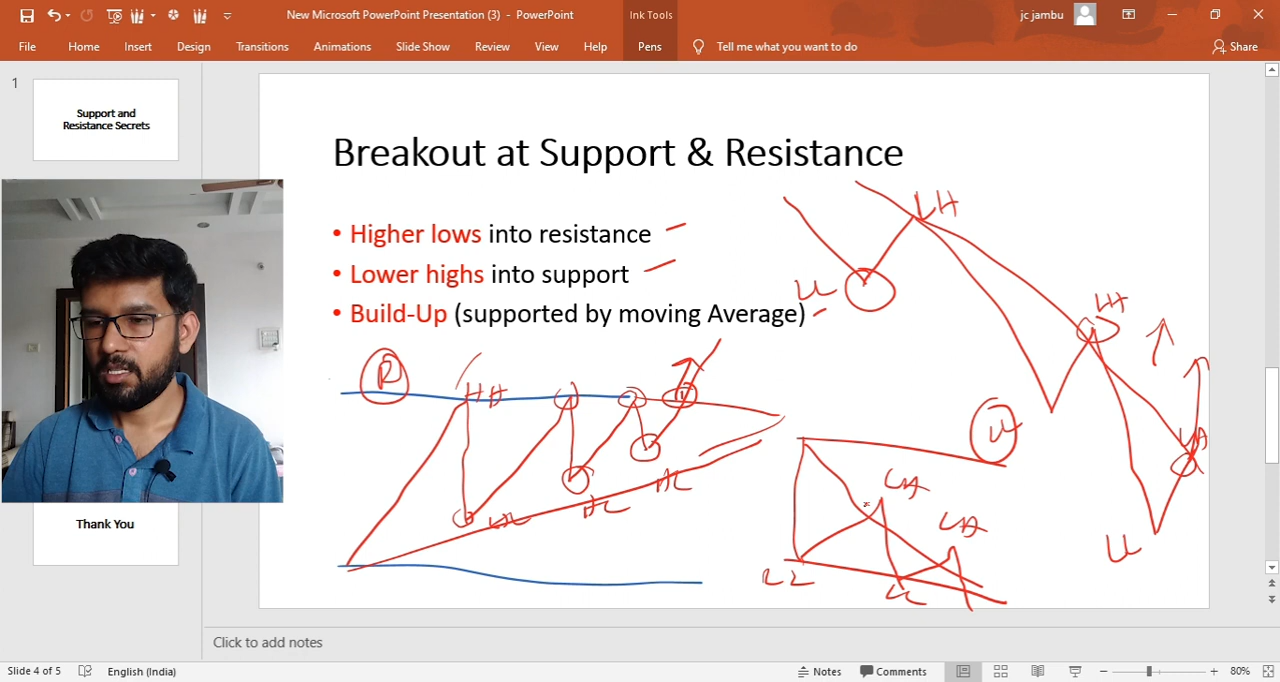 New Microsoft PowerPoint Presentation (3) - PowerPoint
Ink Tools
jc jambu
File Home Insert Design Transitions Animations Slide Show Review View Help Pens Tell me what you want to do Share
1
Support and
Resistance Secrets
Thank You
Breakout at Support & Resistance
• Higher lows into resistance
• Lower highs into support
• Build-Up (supported by moving Average)
LH
LL
LH
R
HH
LH
LL
HL
HL
LH
LH
LL
LL
Click to add notes
Slide 4 of 5 English (India) Notes Comments 80%